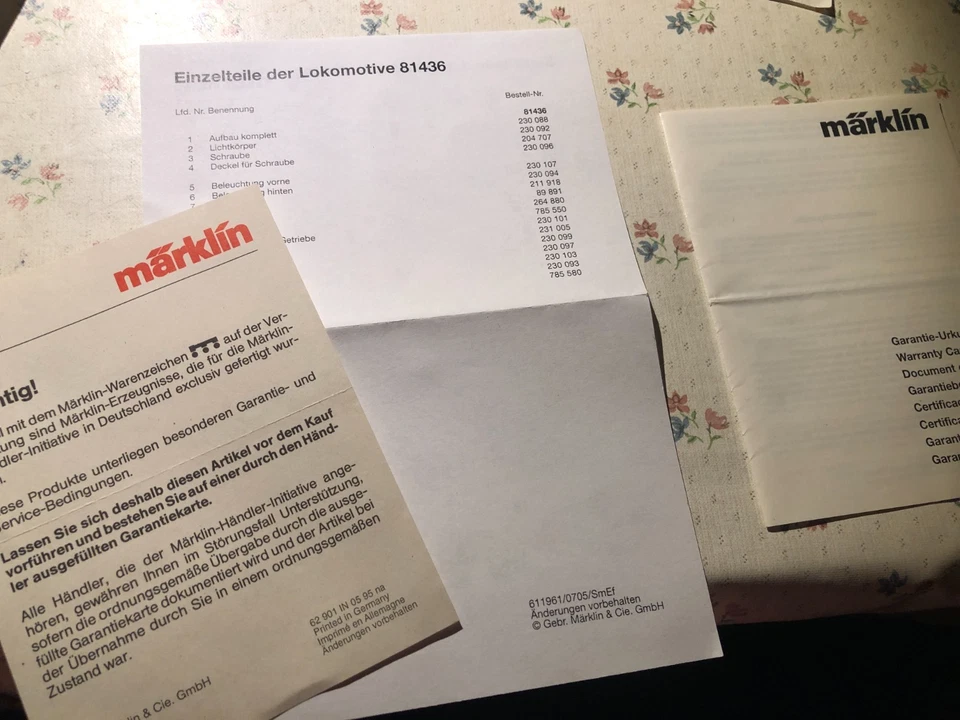 Einzelteile der Lokomotive 81436
Lfd. Nr. Benennung
Bestell-Nr.
81436
1 Aufbau komplett 230 088
2 Lichtkörper 230 092
3 Schraube 204 707
4 Deckel für Schraube 230 096
5 Beleuchtung vorne 230 107
6 hinten 230 094
211 918
89 891
264 880
785 550
Getriebe 230 101
231 005
230 099
230 097
230 103
230 093
785 580
611961/0705/SmEf
Änderungen vorbehalten
© Gebr. Märklin & Cie. GmbH
märklin
htig!
l mit dem Märklin-Warenzeichen auf der Ver-
ung sind Märklin-Erzeugnisse, die für die Märklin-
dler-Initiative in Deutschland exclusiv gefertigt wur-
ese Produkte unterliegen besonderen Garantie- und
ervice-Bedingungen.
Lassen Sie sich deshalb diesen Artikel vor dem Kauf
vorführen und bestehen Sie auf einer durch den Händ-
ler ausgefüllten Garantiekarte.
Alle Händler, die der Märklin-Händler-Initiative ange-
hören, gewähren Ihnen im Störungsfall Unterstützung,
sofern die ordnungsgemäße Übergabe durch die ausge-
füllte Garantiekarte dokumentiert wird und der Artikel bei
der Übernahme durch Sie in einem ordnungsgemäßen
Zustand war.
62 901 IN 05 95 na
Printed in Germany
Imprimé en Allemagne
Änderungen vorbehalten
lin & Cie. GmbH
märklin
Garantie-Urku
Warranty Ca
Document
Garantiebe
Certifica
Certifica
Garant
Garan